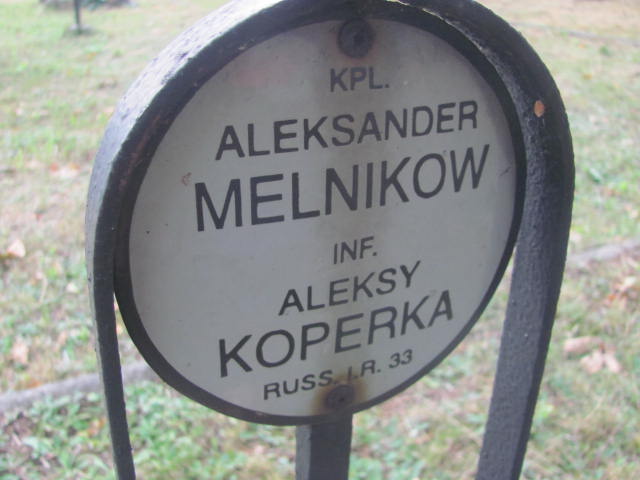 KPL.
ALEKSANDER
MELNIKOW
INF.
ALEKSY
KOPERKA
RUSS. I.R. 33